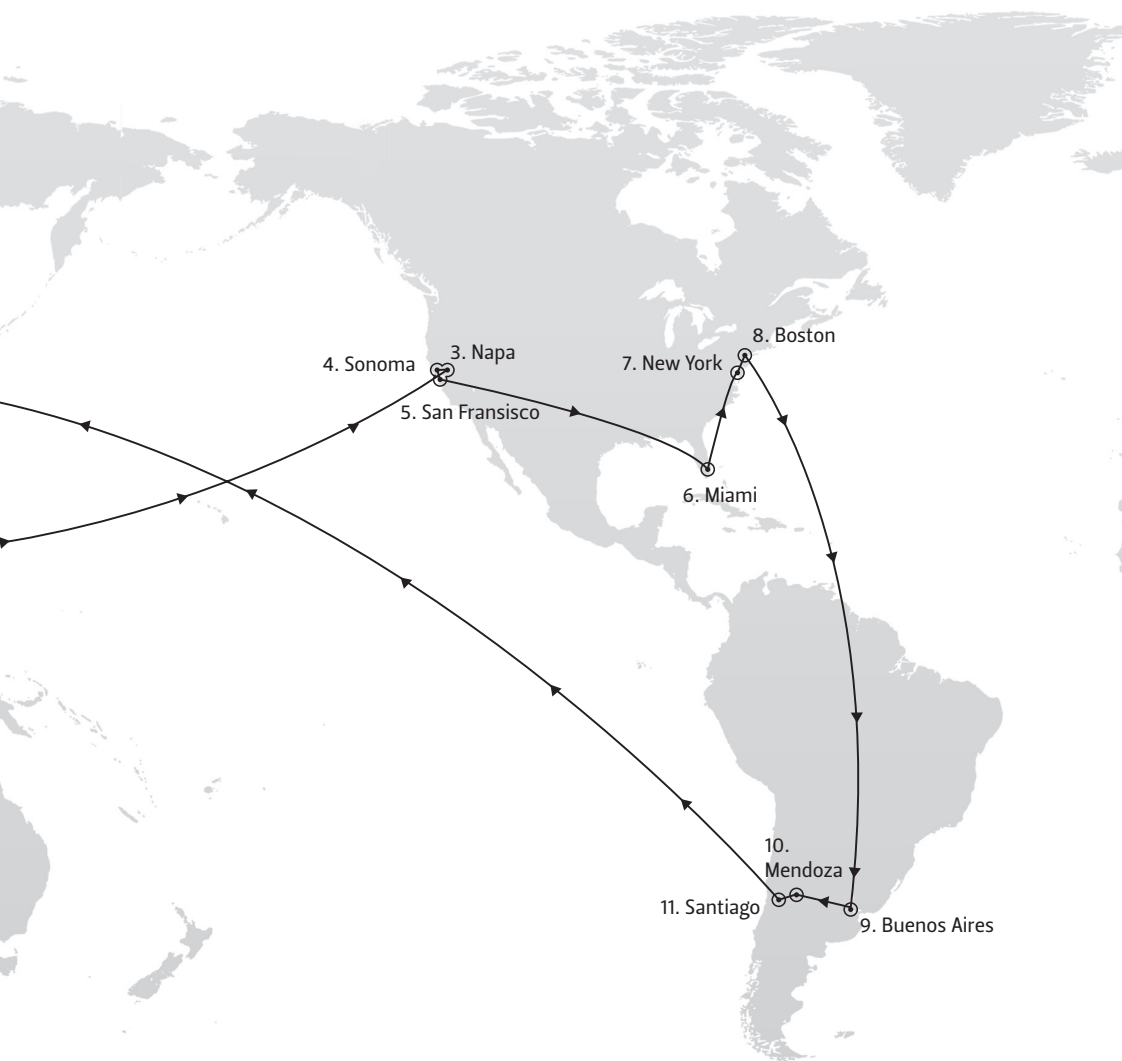 8. Boston
3. Napa
4. Sonoma
7. New York
5. San Fransisco
6. Miami
10.
Mendoza
11. Santiago
9. Buenos Aires